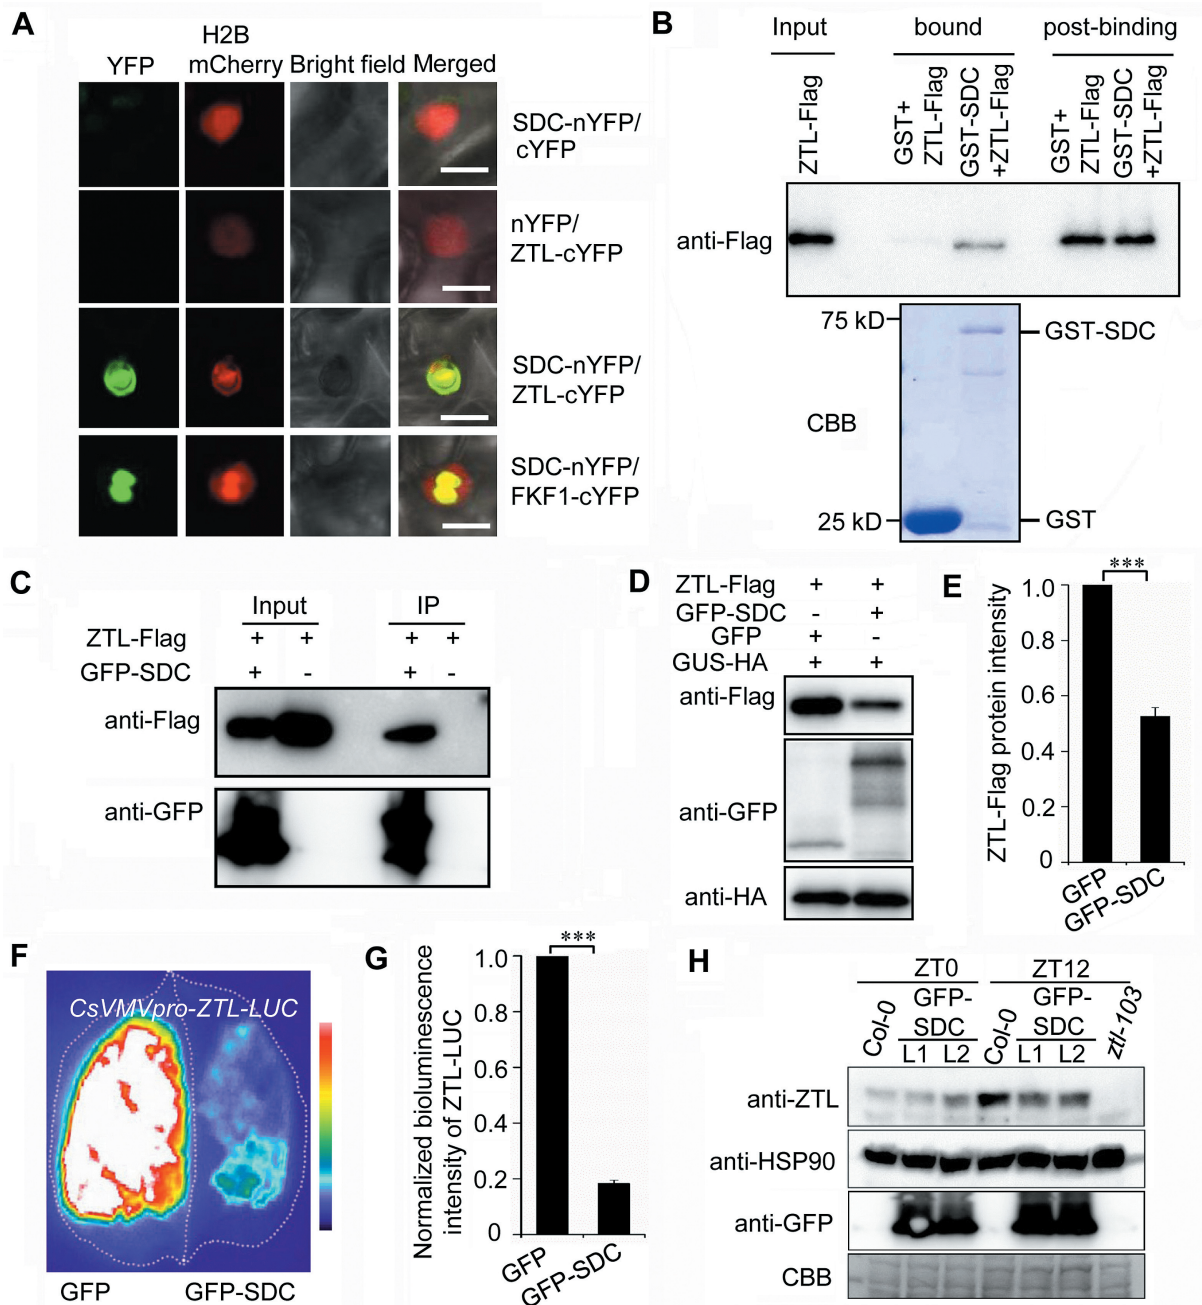 A
H2B
YFP mCherry Bright field Merged
SDC-nYFP/
cYFP
nYFP/
ZTL-cYFP
SDC-nYFP/
ZTL-cYFP
SDC-nYFP/
FKF1-cYFP
B
Input bound post-binding
ZTL-Flag
GST+
ZTL-Flag
GST-SDC
+ZTL-Flag
GST+
ZTL-Flag
GST-SDC
+ZTL-Flag
anti-Flag
75 kD
GST-SDC
CBB
25 kD
GST
C
Input IP
ZTL-Flag + + + +
GFP-SDC + - + -
anti-Flag
anti-GFP
D
ZTL-Flag + +
GFP-SDC - +
GFP + -
GUS-HA + +
anti-Flag
anti-GFP
anti-HA
E
ZTL-Flag protein intensity
***
1.0
0.8
0.6
0.4
0.2
0
GFP
GFP-SDC
F
CsVMVpro-ZTL-LUC
GFP GFP-SDC
G
Normalized bioluminescence
intensity of ZTL-LUC
***
1.0
0.8
0.6
0.4
0.2
0
GFP
GFP-SDC
H
ZT0 ZT12
Col-0
GFP-
SDC
L1 L2
Col-0
GFP-
SDC
L1 L2
ztl-103
anti-ZTL
anti-HSP90
anti-GFP
CBB